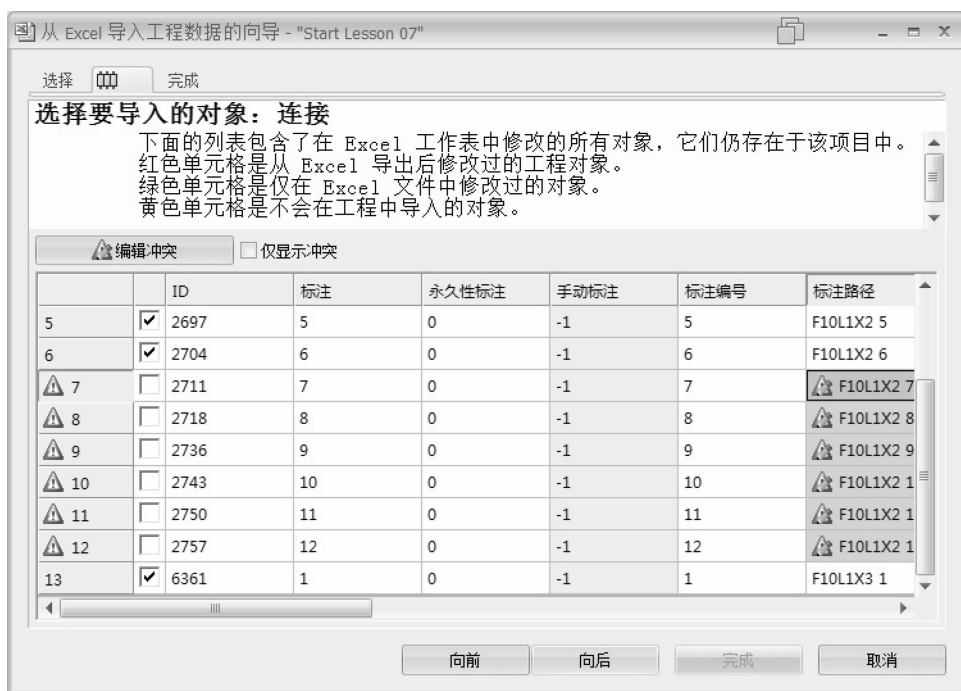 从 Excel 导入工程数据的向导 - "Start Lesson 07"
选择 完成
选择要导入的对象：连接
下面的列表包含了在 Excel 工作表中修改的所有对象，它们仍存在于该项目中。
红色单元格是从 Excel 导出后修改过的工程对象。
绿色单元格是仅在 Excel 文件中修改过的对象。
黄色单元格是不会在工程中导入的对象。
编辑冲突 仅显示冲突
ID 标注 永久性标注 手动标注 标注编号 标注路径
5 2697 5 0 -1 5 F10L1X2 5
6 2704 6 0 -1 6 F10L1X2 6
7 2711 7 0 -1 7 F10L1X2 7
8 2718 8 0 -1 8 F10L1X2 8
9 2736 9 0 -1 9 F10L1X2 9
10 2743 10 0 -1 10 F10L1X2 1
11 2750 11 0 -1 11 F10L1X2 1
12 2757 12 0 -1 12 F10L1X2 1
13 6361 1 0 -1 1 F10L1X3 1
向前 向后 完成 取消